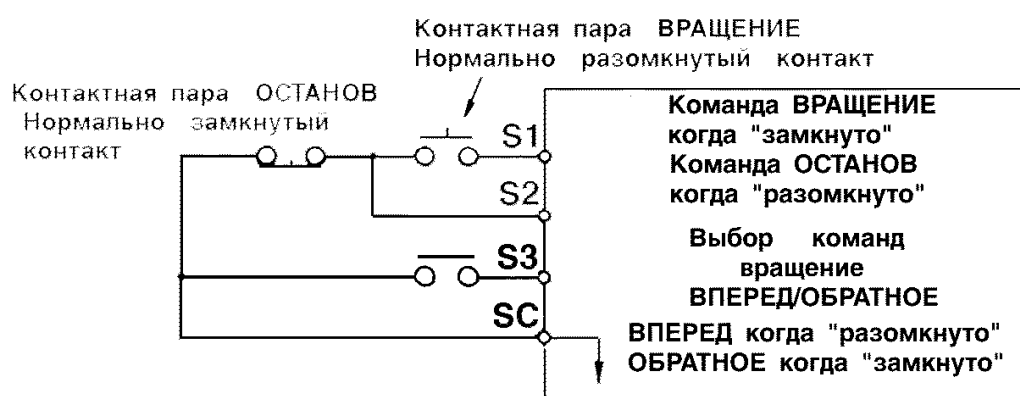 Контактная пара ВРАЩЕНИЕ
Нормально разомкнутый контакт
Контактная пара ОСТАНОВ
Нормально замкнутый
контакт
S1
S2
S3
SC
Команда ВРАЩЕНИЕ
когда "замкнуто"
Команда ОСТАНОВ
когда "разомкнуто"
Выбор команд
вращение
ВПЕРЕД/ОБРАТНОЕ
ВПЕРЕД когда "разомкнуто"
ОБРАТНОЕ когда "замкнуто"